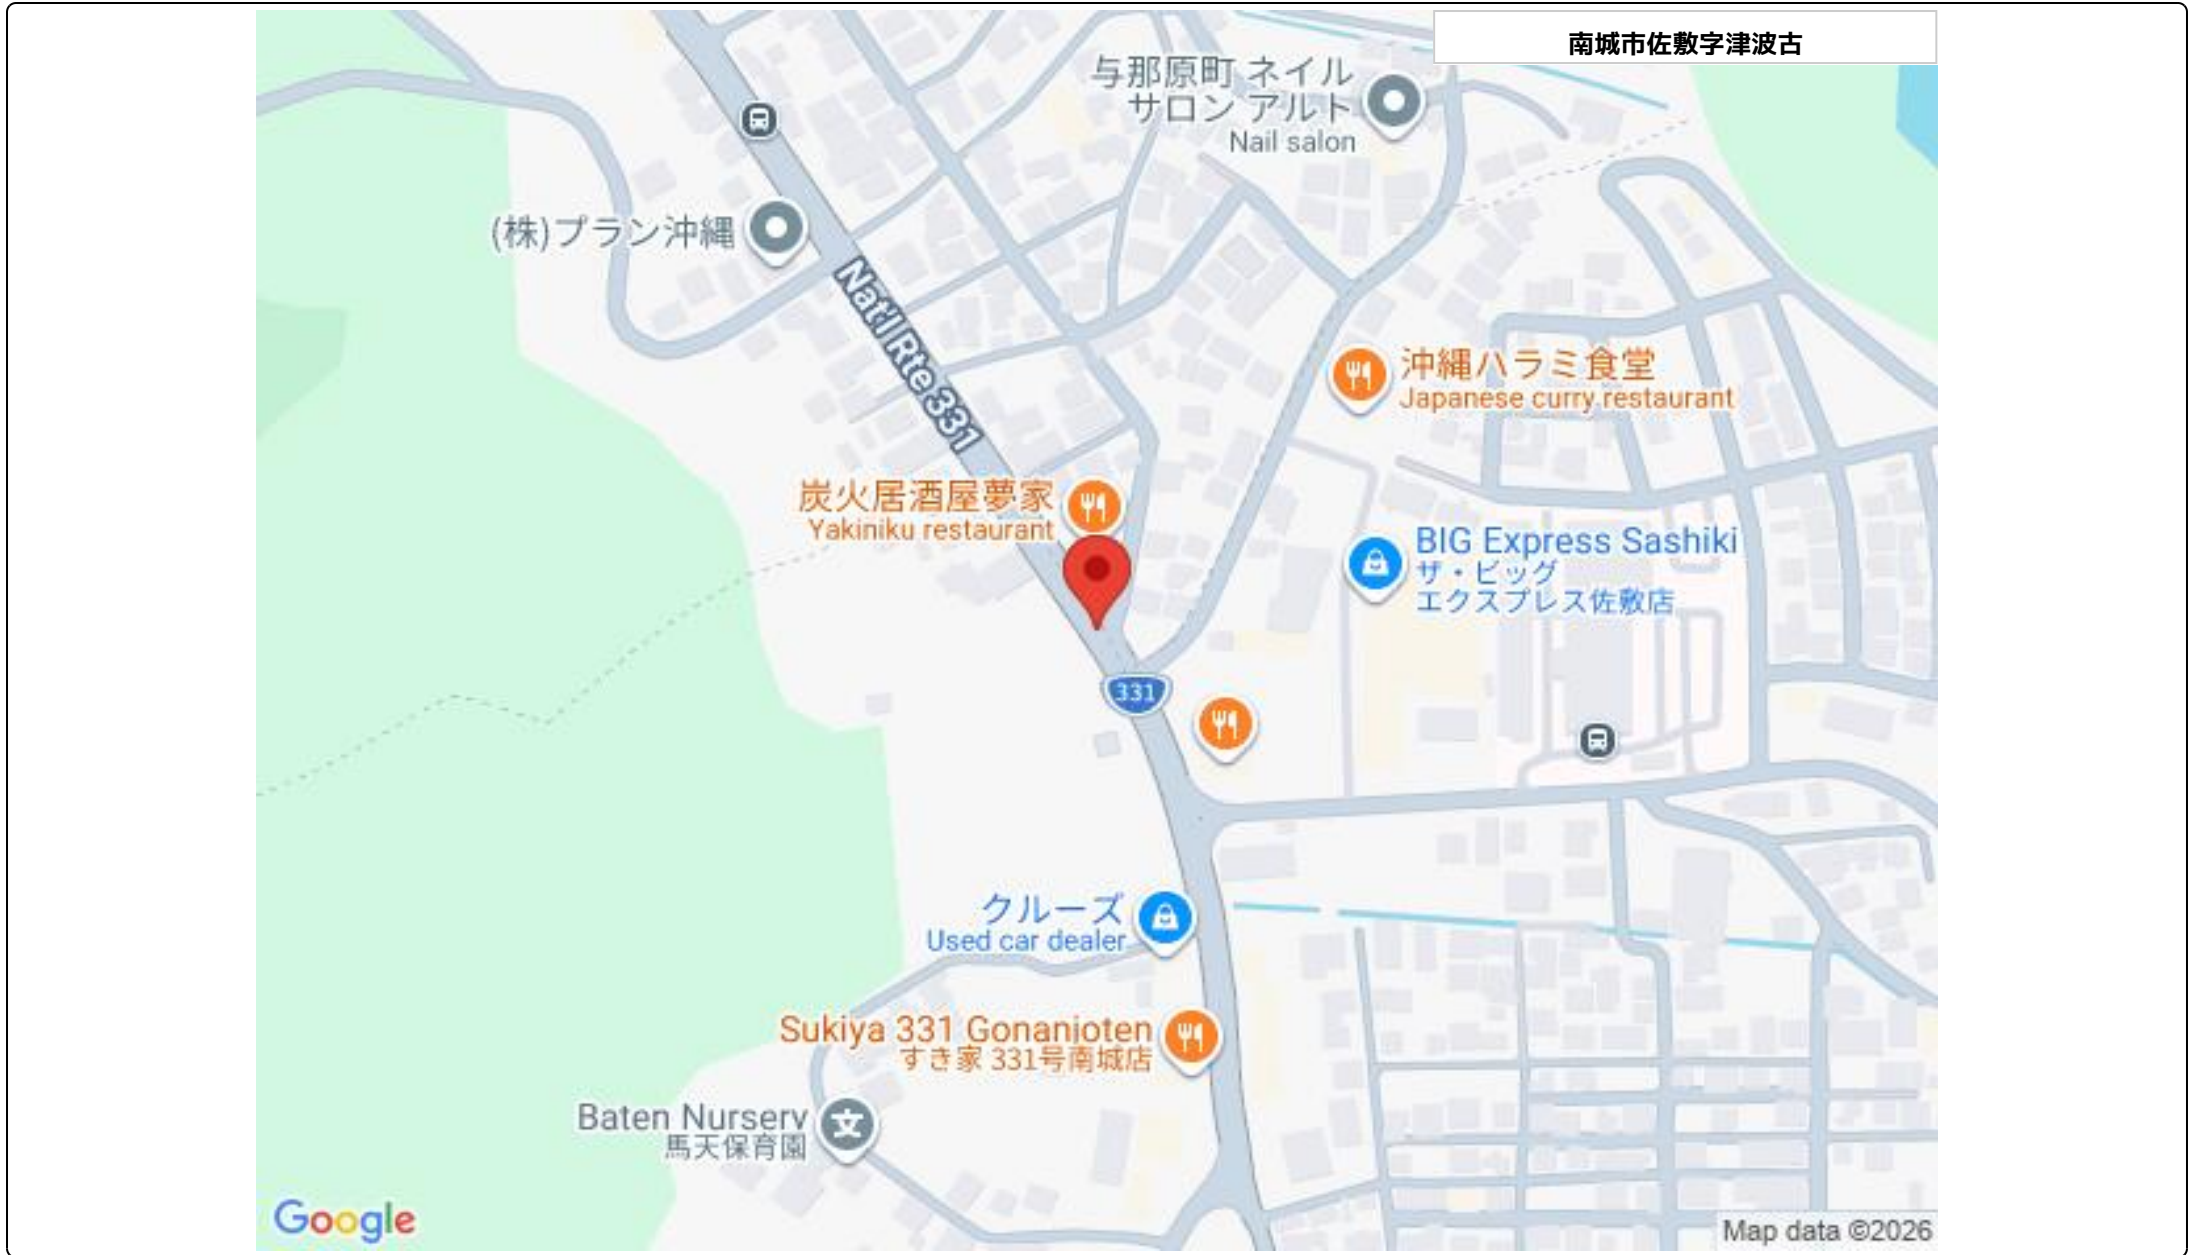 南城市佐敷字津波古
与那原町 ネイル
サロン アルト
Nail salon
(株)プラン沖縄
Nat'l Rte 331
沖縄ハラミ食堂
Japanese curry restaurant
炭火居酒屋夢家
Yakiniku restaurant
BIG Express Sashiki
ザ・ビッグ
エクスプレス佐敷店
331
クルーズ
Used car dealer
Sukiya 331 Gonanjoten
すき家 331号南城店
Baten Nursery
馬天保育園
文
Google
Map data ©2026